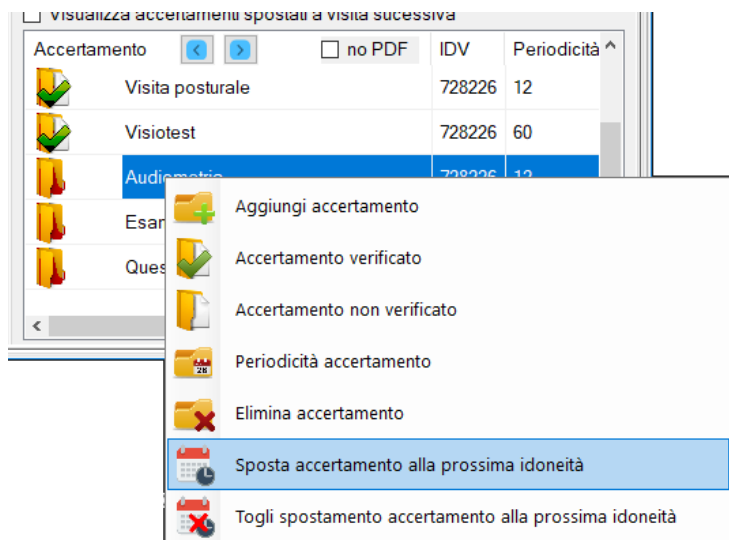 Visualizza accertamenti spostati a visita sucessiva
Accertamento no PDF IDV Periodicità
Visita posturale 728226 12
Visiotest 728226 60
Audiometria 728226 12
Esar
Ques
Aggiungi accertamento
Accertamento verificato
Accertamento non verificato
Periodicità accertamento
Elimina accertamento
Sposta accertamento alla prossima idoneità
Togli spostamento accertamento alla prossima idoneità